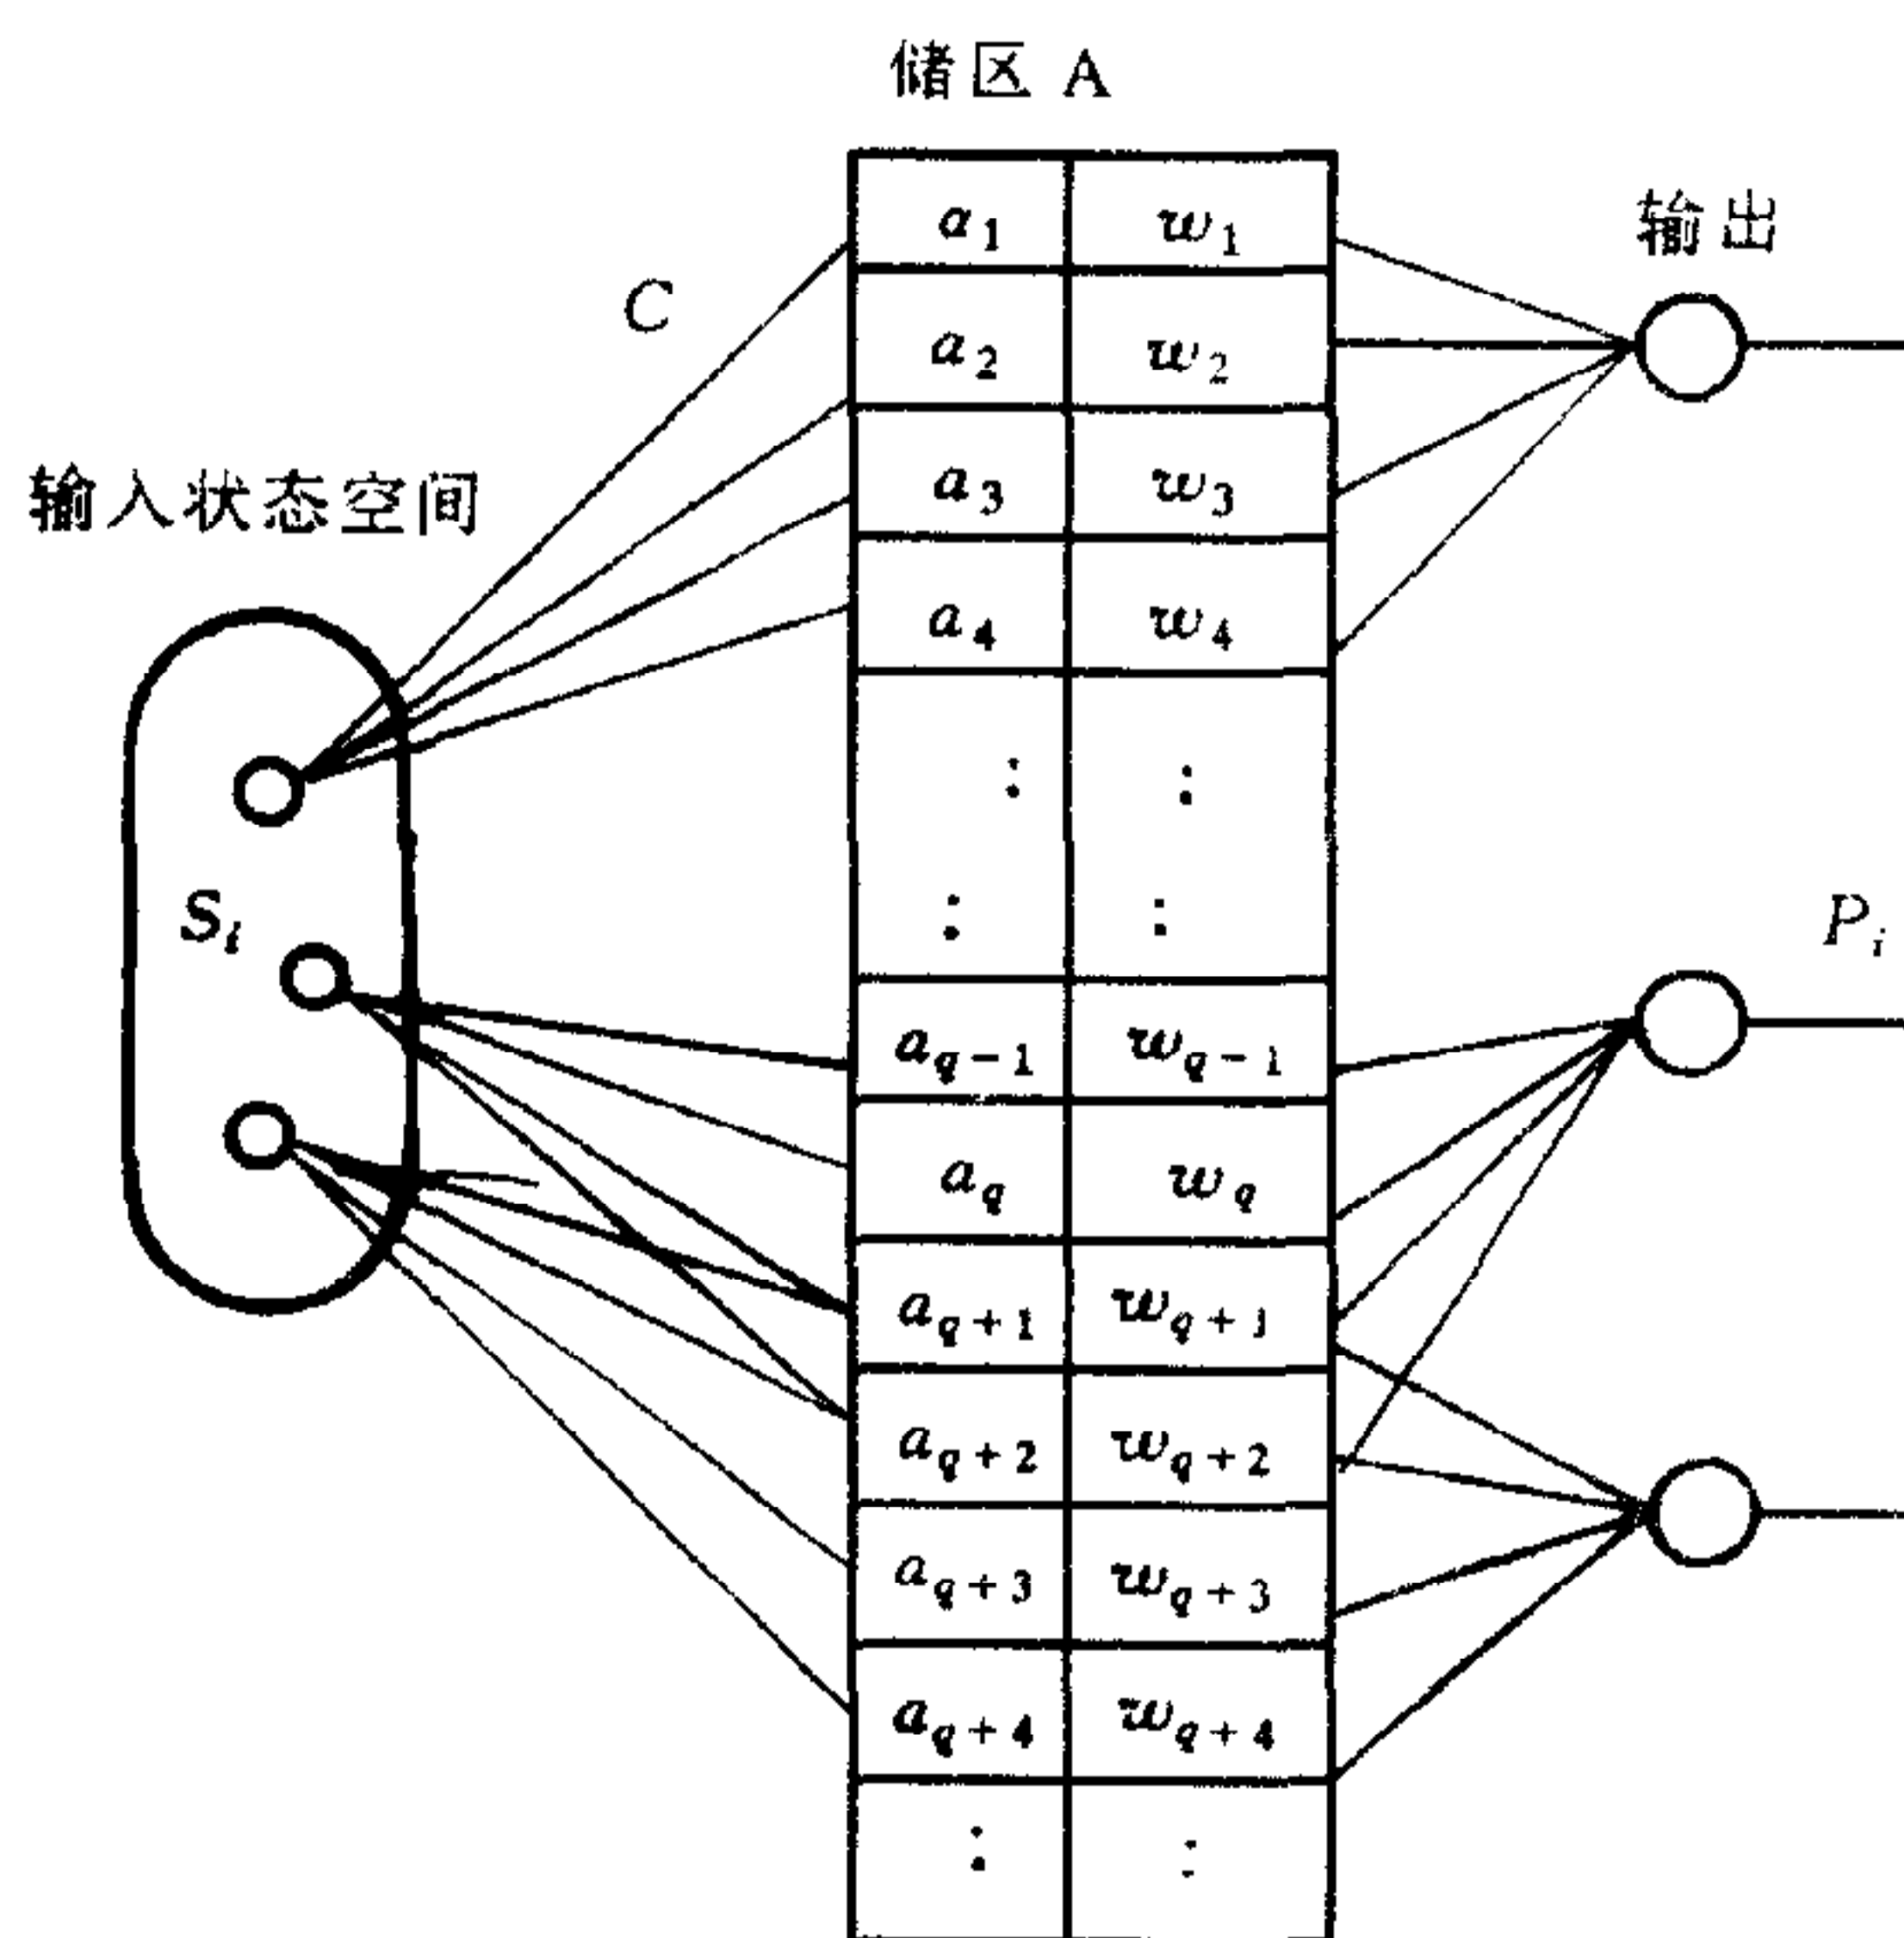 储区 A
输出
C
输入状态空间
a₁ w₁
a₂ w₂
a₃ w₃
a₄ w₄
⋮ ⋮
⋮ ⋮
Sᵢ
Pᵢ
a_{q-1} w_{q-1}
a_q w_q
a_{q+1} w_{q+1}
a_{q+2} w_{q+2}
a_{q+3} w_{q+3}
a_{q+4} w_{q+4}
⋮ ⋮